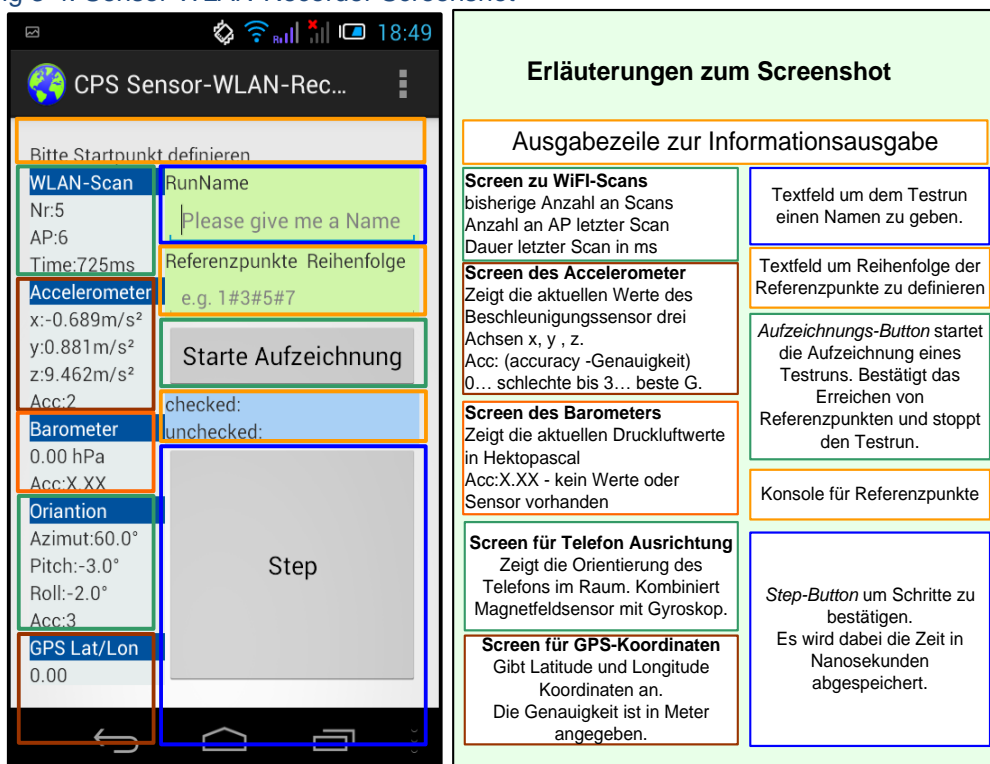 Sensor-WLAN-Recorder Screenshot
18:49
CPS Sensor-WLAN-Rec...
Bitte Startpunkt definieren
WLAN-Scan
Nr:5
AP:6
Time:725ms
Accelerometer
x:-0.689m/s²
y:0.881m/s²
z:9.462m/s²
Acc:2
Barometer
0.00 hPa
Acc:X.XX
Oriantion
Azimut:60.0°
Pitch:-3.0°
Roll:-2.0°
Acc:3
GPS Lat/Lon
0.00
RunName
Please give me a Name
Referenzpunkte Reihenfolge
e.g. 1#3#5#7
Starte Aufzeichnung
checked:
unchecked:
Step
Erläuterungen zum Screenshot
Ausgabezeile zur Informationsausgabe
Screen zu WiFI-Scans
bisherige Anzahl an Scans
Anzahl an AP letzter Scan
Dauer letzter Scan in ms
Screen des Accelerometer
Zeigt die aktuellen Werte des
Beschleunigungssensor drei
Achsen x, y , z.
Acc: (accuracy -Genauigkeit)
0… schlechte bis 3… beste G.
Screen des Barometers
Zeigt die aktuellen Druckluftwerte
in Hektopascal
Acc:X.XX - kein Werte oder
Sensor vorhanden
Screen für Telefon Ausrichtung
Zeigt die Orientierung des
Telefons im Raum. Kombiniert
Magnetfeldsensor mit Gyroskop.
Screen für GPS-Koordinaten
Gibt Latitude und Longitude
Koordinaten an.
Die Genauigkeit ist in Meter
angegeben.
Textfeld um dem Testrun
einen Namen zu geben.
Textfeld um Reihenfolge der
Referenzpunkte zu definieren
Aufzeichnungs-Button startet
die Aufzeichnung eines
Testruns. Bestätigt das
Erreichen von
Referenzpunkten und stoppt
den Testrun.
Konsole für Referenzpunkte
Step-Button um Schritte zu
bestätigen.
Es wird dabei die Zeit in
Nanosekunden
abgespeichert.